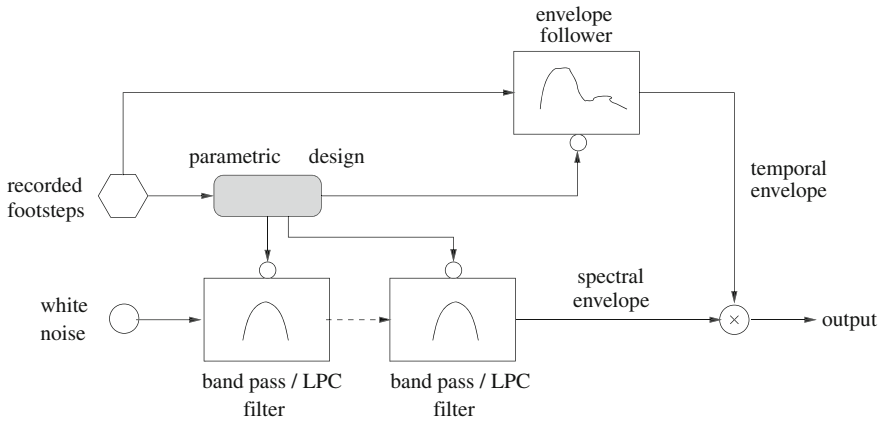 envelope
follower
parametric design
recorded
footsteps
temporal
envelope
white
noise
spectral
envelope
×
output
band pass / LPC
filter
band pass / LPC
filter